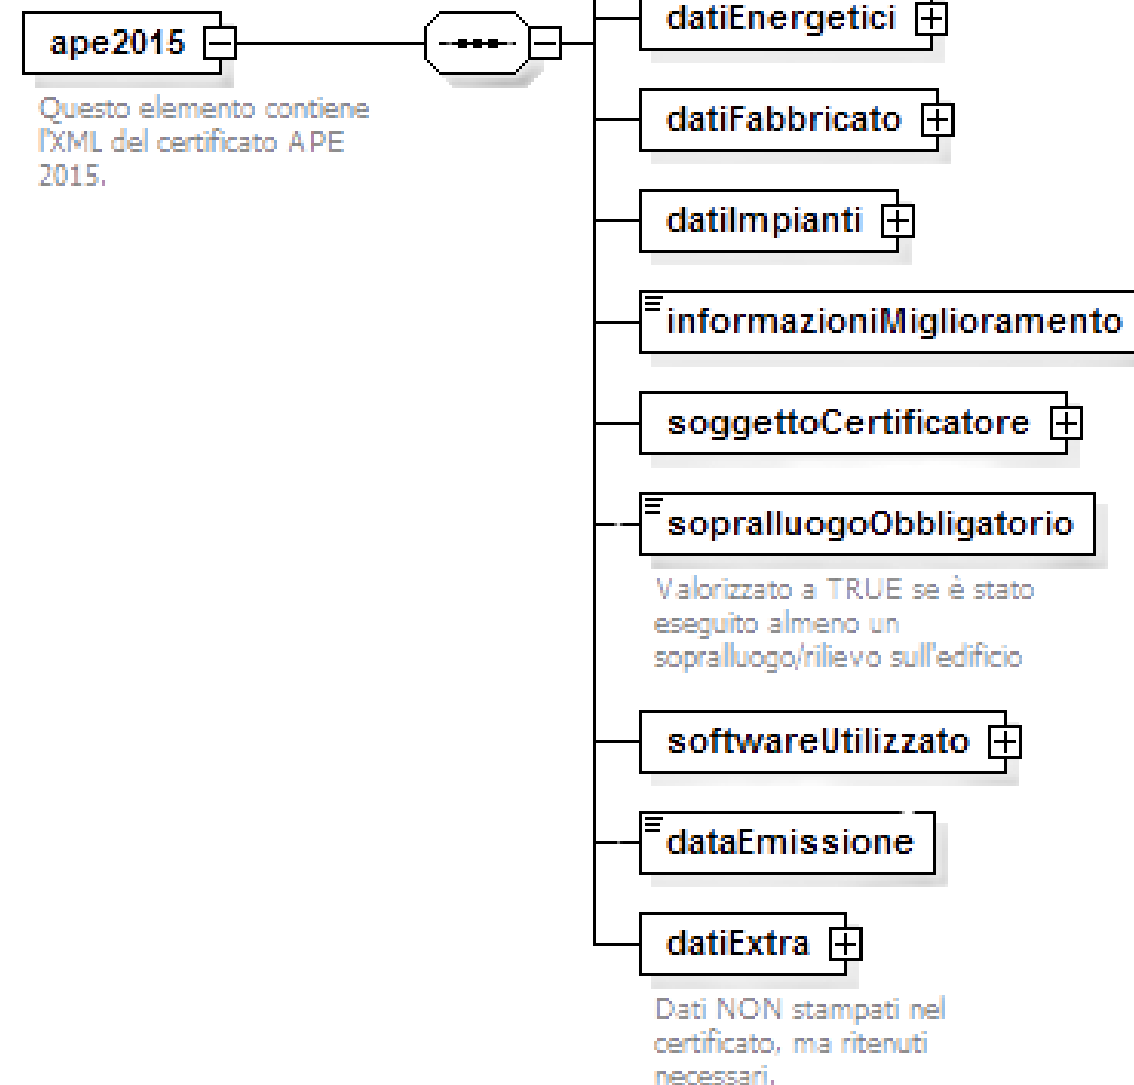 ape2015
Questo elemento contiene
l'XML del certificato APE
2015.
datiEnergetici
datiFabbricato
datiImpianti
informazioniMiglioramento
soggettoCertificatore
sopralluogoObbligatorio
Valorizzato a TRUE se è stato
eseguito almeno un
sopralluogo/rilievo sull'edificio
softwareUtilizzato
dataEmissione
datiExtra
Dati NON stampati nel
certificato, ma ritenuti
necessari.